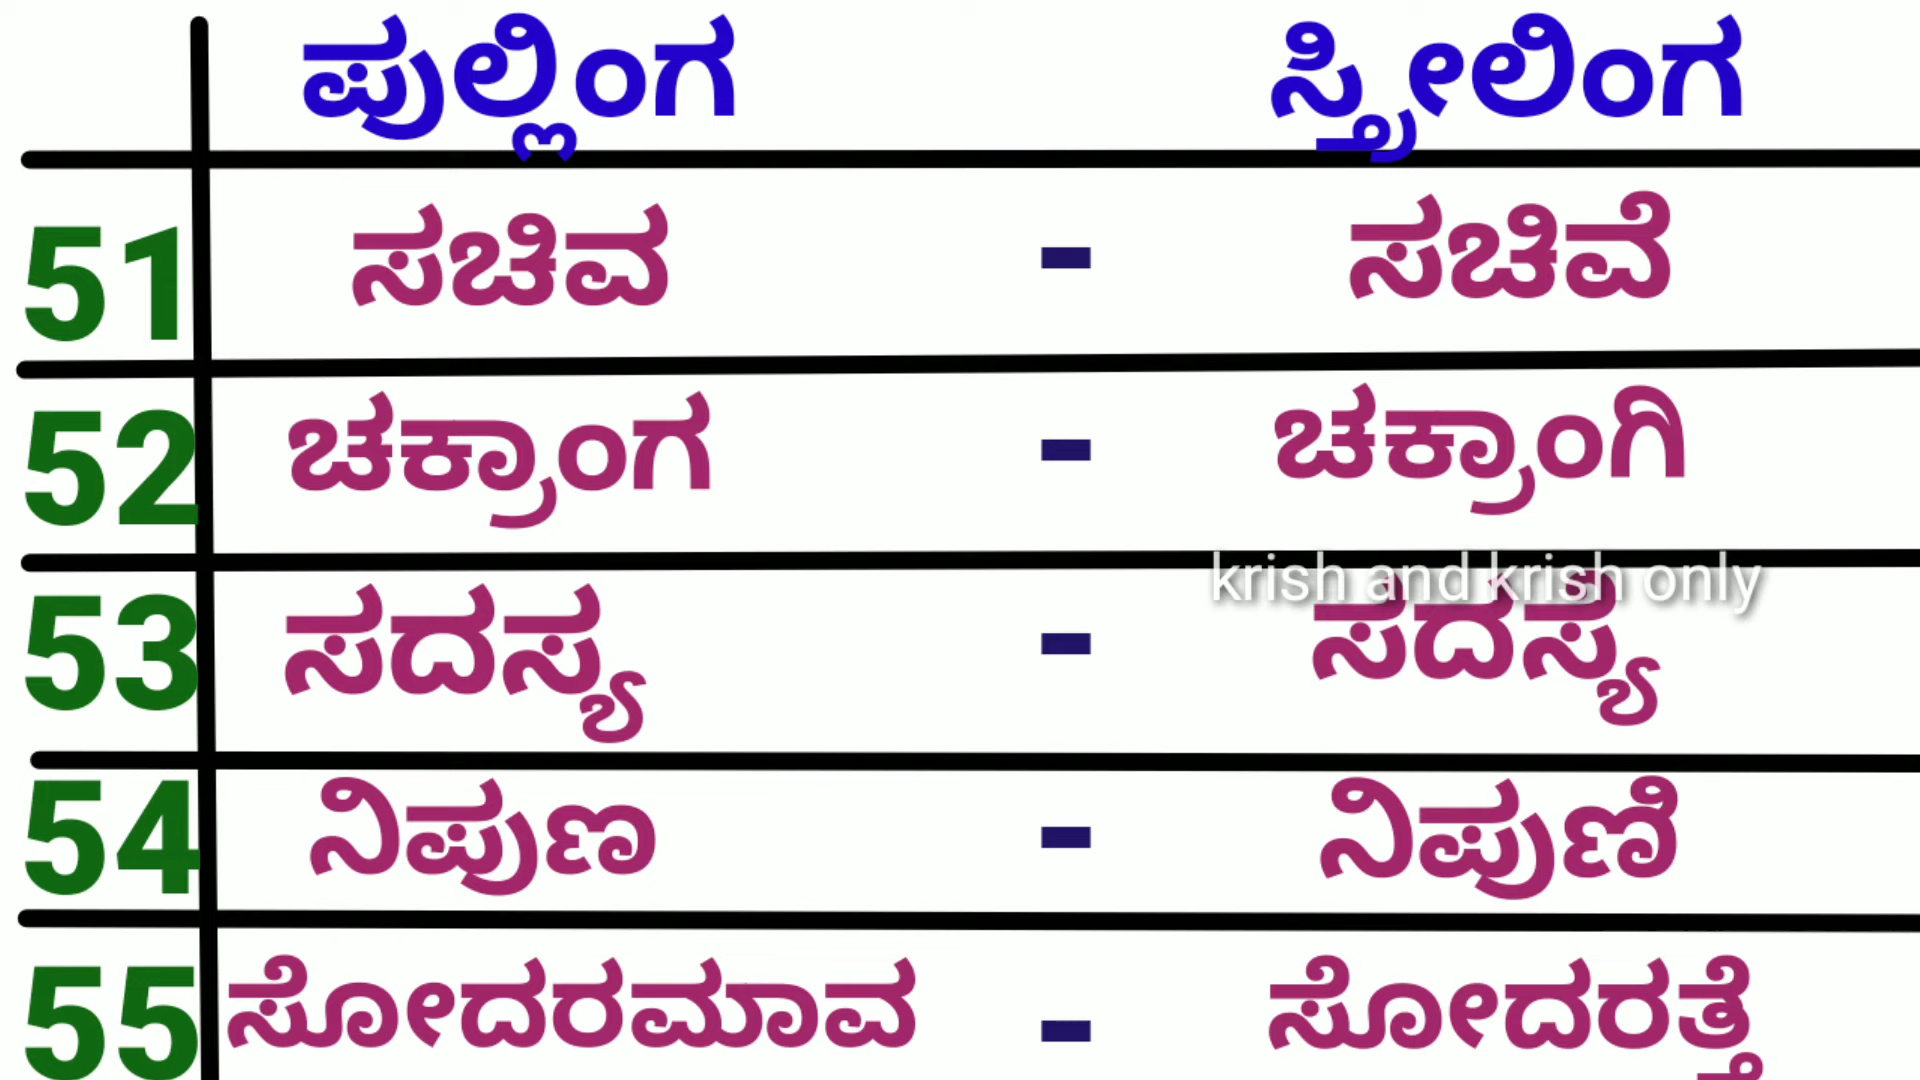 ಪುಲ್ಲಿಂಗ ಸ್ತ್ರೀಲಿಂಗ
51 ಸಚಿವ - ಸಚಿವೆ
52 ಚಕ್ರಾಂಗ - ಚಕ್ರಾಂಗಿ
krish and krish only
53 ಸದಸ್ಯ - ಸದಸ್ಯ
54 ನಿಪುಣ - ನಿಪುಣಿ
55 ಸೋದರಮಾವ - ಸೋದರತ್ತೆ